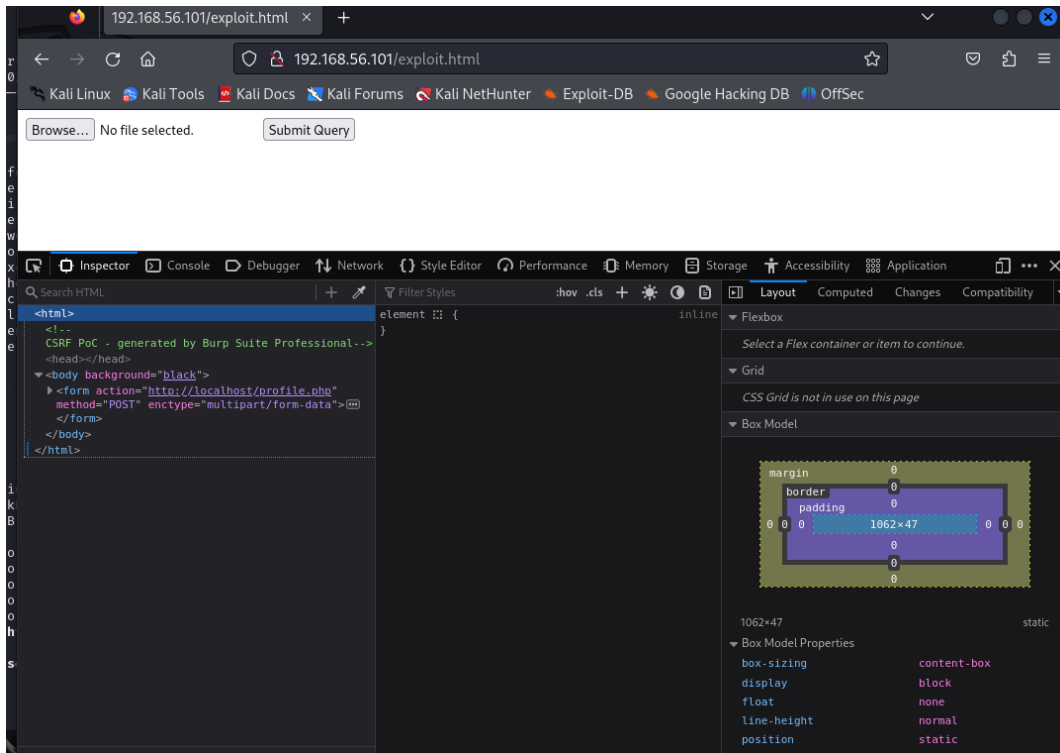 192.168.56.101/exploit.html
192.168.56.101/exploit.html
Kali Linux Kali Tools Kali Docs Kali Forums Kali NetHunter Exploit-DB Google Hacking DB OffSec
Browse... No file selected. Submit Query
Inspector Console Debugger Network {} Style Editor Performance Memory Storage Accessibility Application
Search HTML
Filter Styles :hov .cls
Layout Computed Changes Compatibility
<html>
<!--
CSRF PoC - generated by Burp Suite Professional-->
<head></head>
<body background="black">
<form action="http://localhost/profile.php"
method="POST" enctype="multipart/form-data">
</form>
</body>
</html>
element { inline
}
Flexbox
Select a Flex container or item to continue.
Grid
CSS Grid is not in use on this page
Box Model
margin 0
border 0
padding 0
0 0 0 1062×47 0 0 0
0
0
0
1062×47 static
Box Model Properties
box-sizing content-box
display block
float none
line-height normal
position static